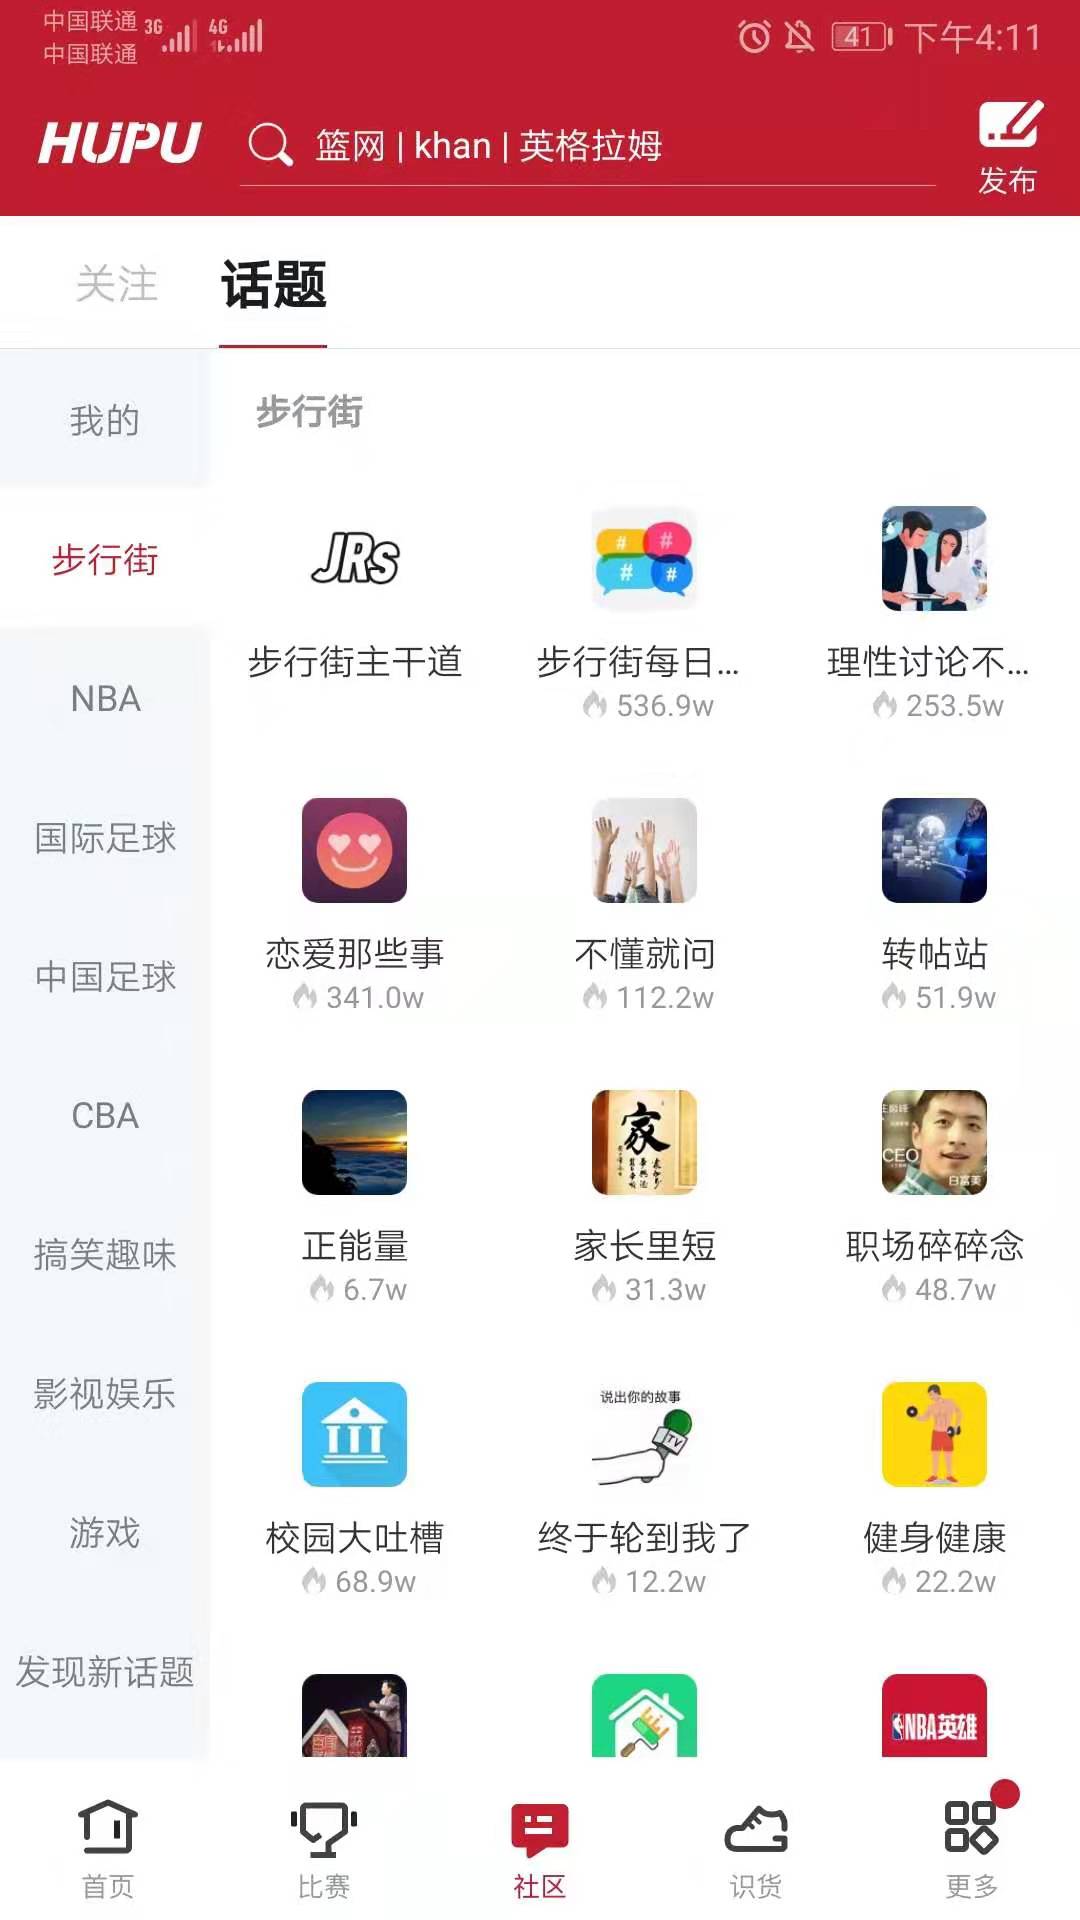 中国联通 3G 4G
中国联通
41 下午4:11
HUPU
篮网 | khan | 英格拉姆
发布
关注
话题
我的
步行街
NBA
国际足球
中国足球
CBA
搞笑趣味
影视娱乐
游戏
发现新话题
步行街
JRs
# # # #
步行街主干道
步行街每日...
536.9w
理性讨论不...
253.5w
恋爱那些事
341.0w
不懂就问
112.2w
转帖站
51.9w
家
CEO
白富美
正能量
6.7w
家长里短
31.3w
职场碎碎念
48.7w
说出你的故事
TV
校园大吐槽
68.9w
终于轮到我了
12.2w
健身健康
22.2w
NBA英雄
首页
比赛
社区
识货
更多